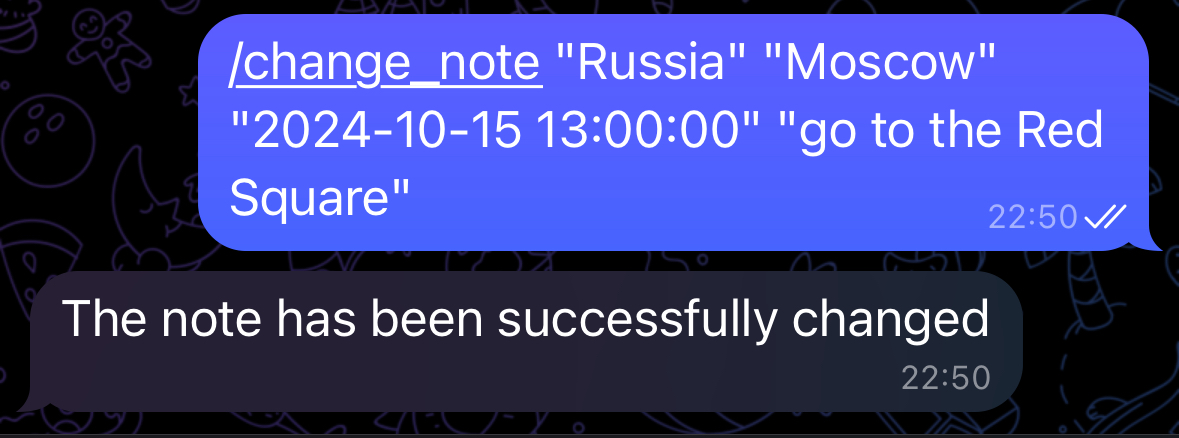 /change_note "Russia" "Moscow"
"2024-10-15 13:00:00" "go to the Red
Square"
22:50
The note has been successfully changed
22:50